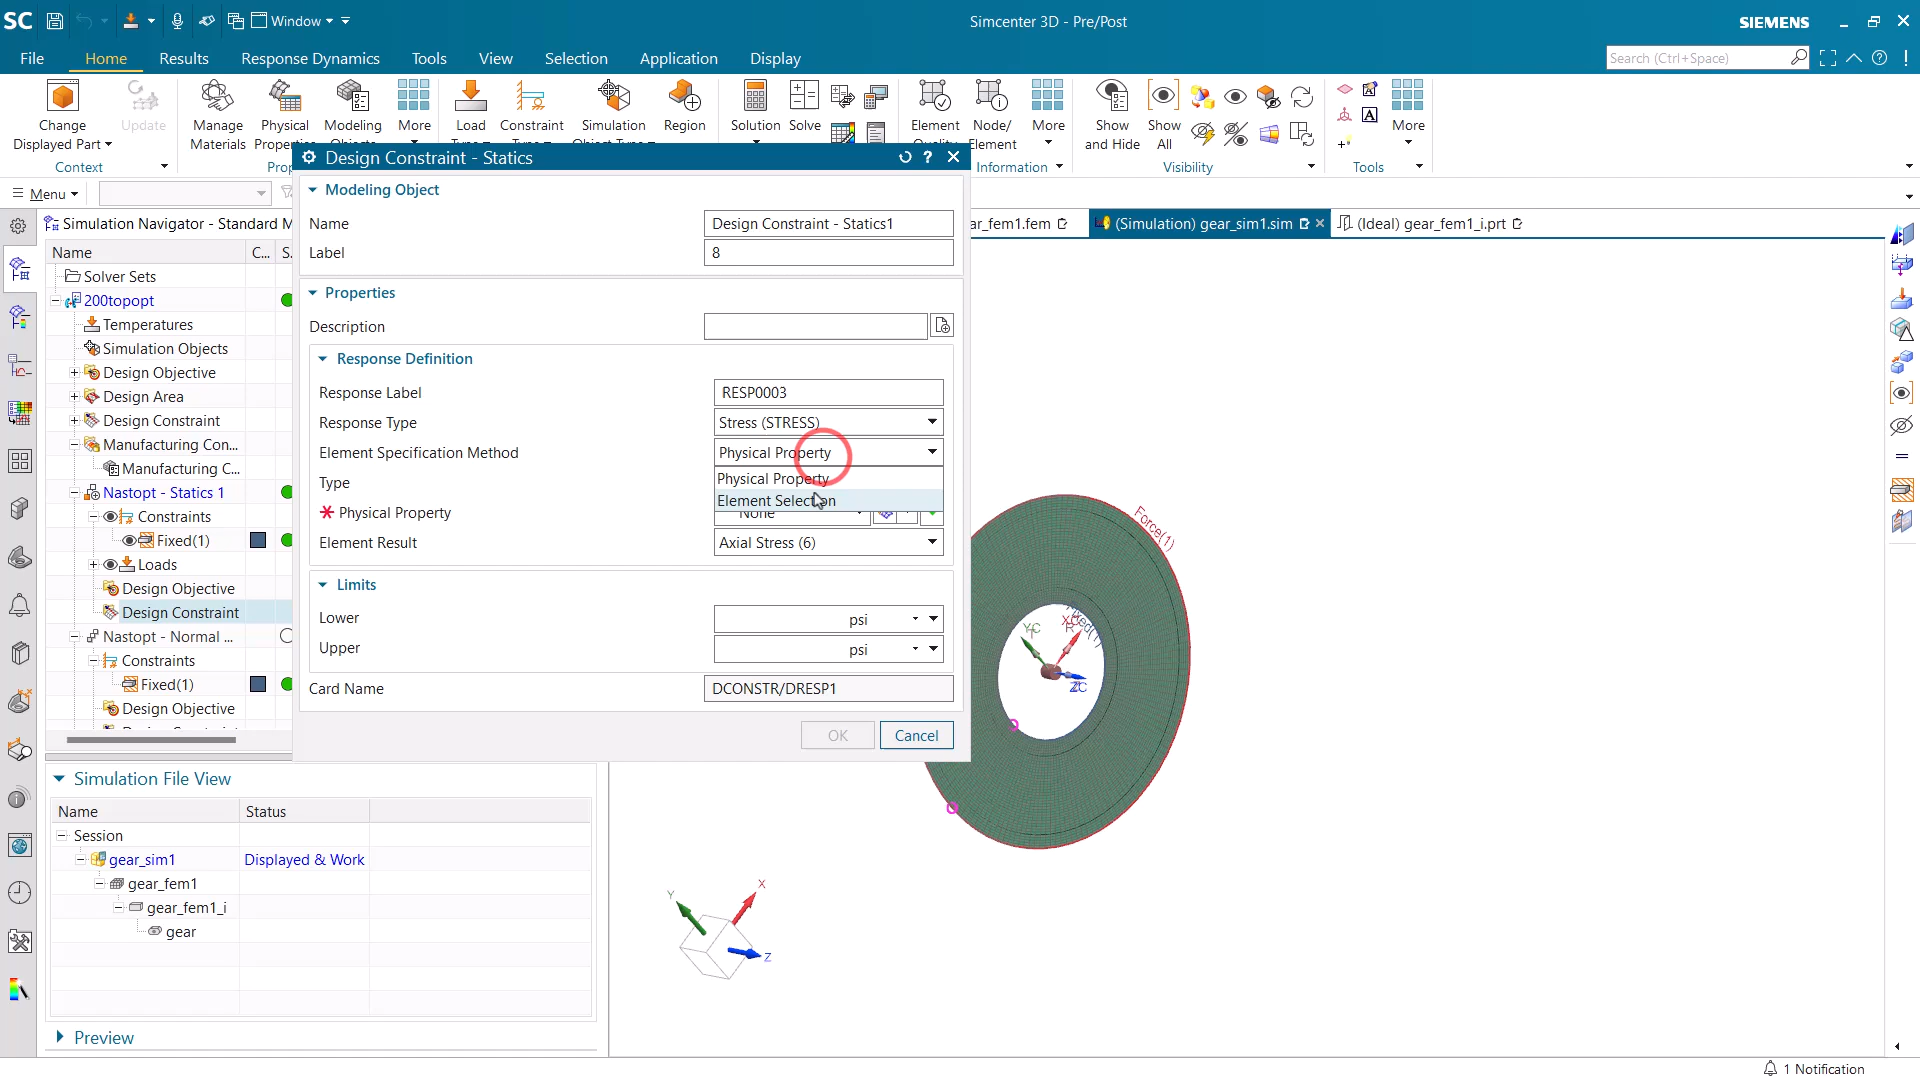 SC
Window
Simcenter 3D - Pre/Post
SIEMENS
File
Home
Results
Response Dynamics
Tools
View
Selection
Application
Display
Search (Ctrl+Space)
Change
Displayed Part
Update
Manage
Materials
Physical
Modeling
More
Load
Constraint
Simulation
Region
Solution
Solve
Element
Node/
Element
More
Show
and Hide
Show
All
More
Context
Information
Visibility
Tools
Menu
Design Constraint - Statics
Modeling Object
Name
Design Constraint - Statics1
Label
8
Properties
Description
Response Definition
Response Label
RESP0003
Response Type
Stress (STRESS)
Element Specification Method
Physical Property
Physical Property
Type
Element Selection
Physical Property
None
Element Result
Axial Stress (6)
Limits
Lower
psi
Upper
psi
Card Name
DCONSTR/DRESP1
OK
Cancel
Simulation Navigator - Standard M
ar_fem1.fem
(Simulation) gear_sim1.sim
(Ideal) gear_fem1_i.prt
Name
C...
S.
Solver Sets
200topopt
Temperatures
Simulation Objects
Design Objective
Design Area
Design Constraint
Manufacturing Con...
Manufacturing C...
Nastopt - Statics 1
Constraints
Fixed(1)
Loads
Design Objective
Design Constraint
Nastopt - Normal ...
Constraints
Fixed(1)
Design Objective
Force(1)
Simulation File View
Name
Status
Session
gear_sim1
Displayed & Work
gear_fem1
gear_fem1_i
gear
Preview
X
Y
Z
1 Notification